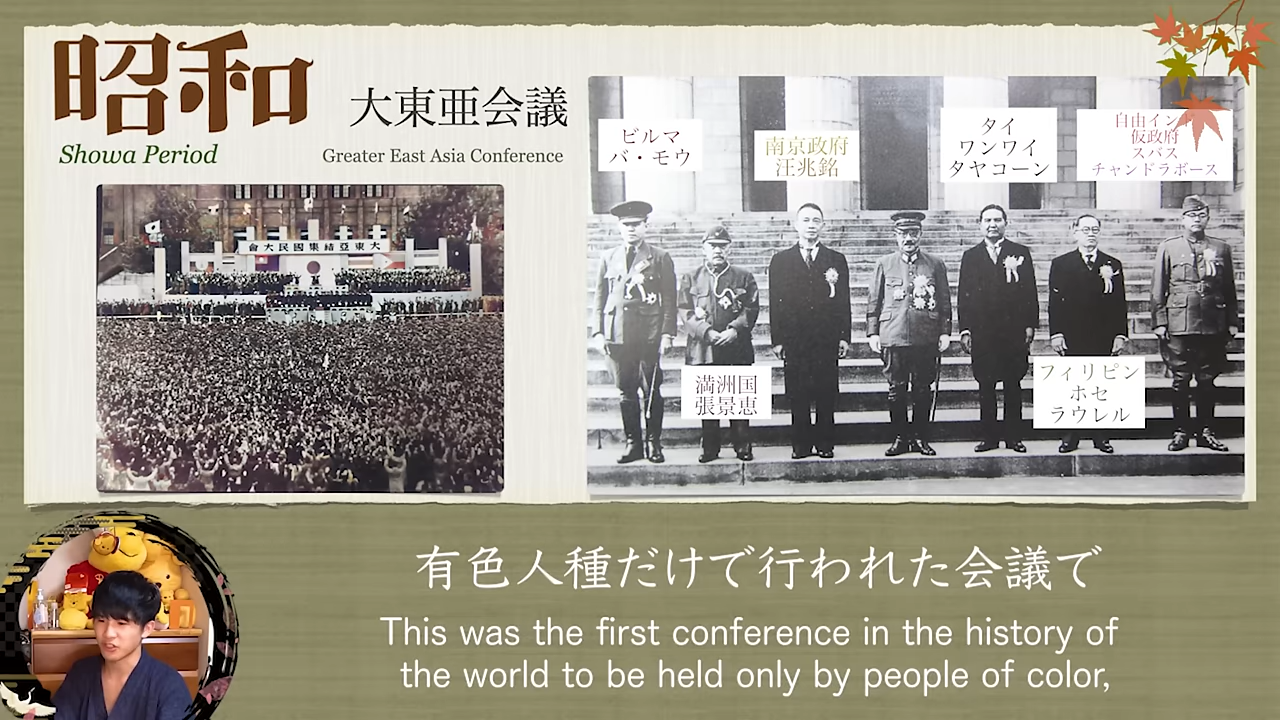 昭和
Showa Period
大東亜会議
Greater East Asia Conference
會大民國集結亞東大
ビルマ
バ・モウ
南京政府
汪兆銘
タイ
ワンワイ
タヤコーン
自由インド
仮政府
スバス
チャンドラボース
満洲国
張景恵
フィリピン
ホセ
ラウレル
有色人種だけで行われた会議で
This was the first conference in the history of
the world to be held only by people of color,